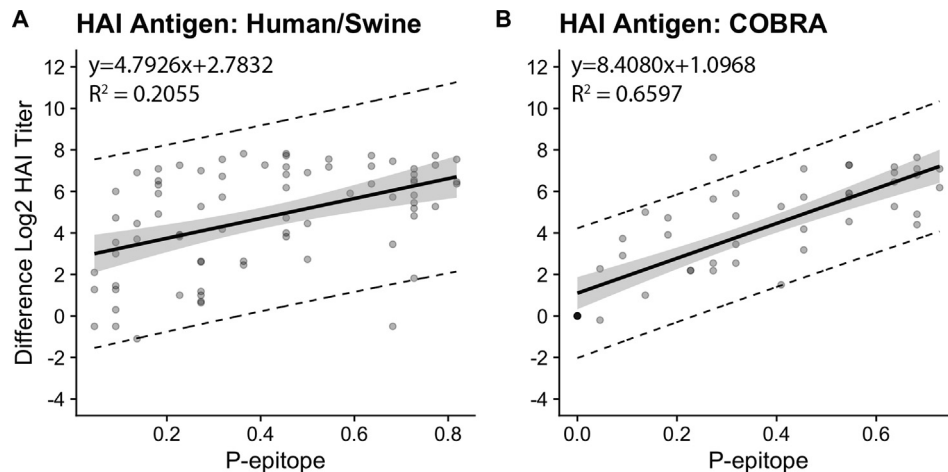 A HAI Antigen: Human/Swine
y=4.7926x+2.7832
R² = 0.2055
Difference Log2 HAI Titer
12
10
8
6
4
2
0
-2
-4
0.2 0.4 0.6 0.8
P-epitope
B HAI Antigen: COBRA
y=8.4080x+1.0968
R² = 0.6597
12
10
8
6
4
2
0
-2
-4
0.0 0.2 0.4 0.6
P-epitope